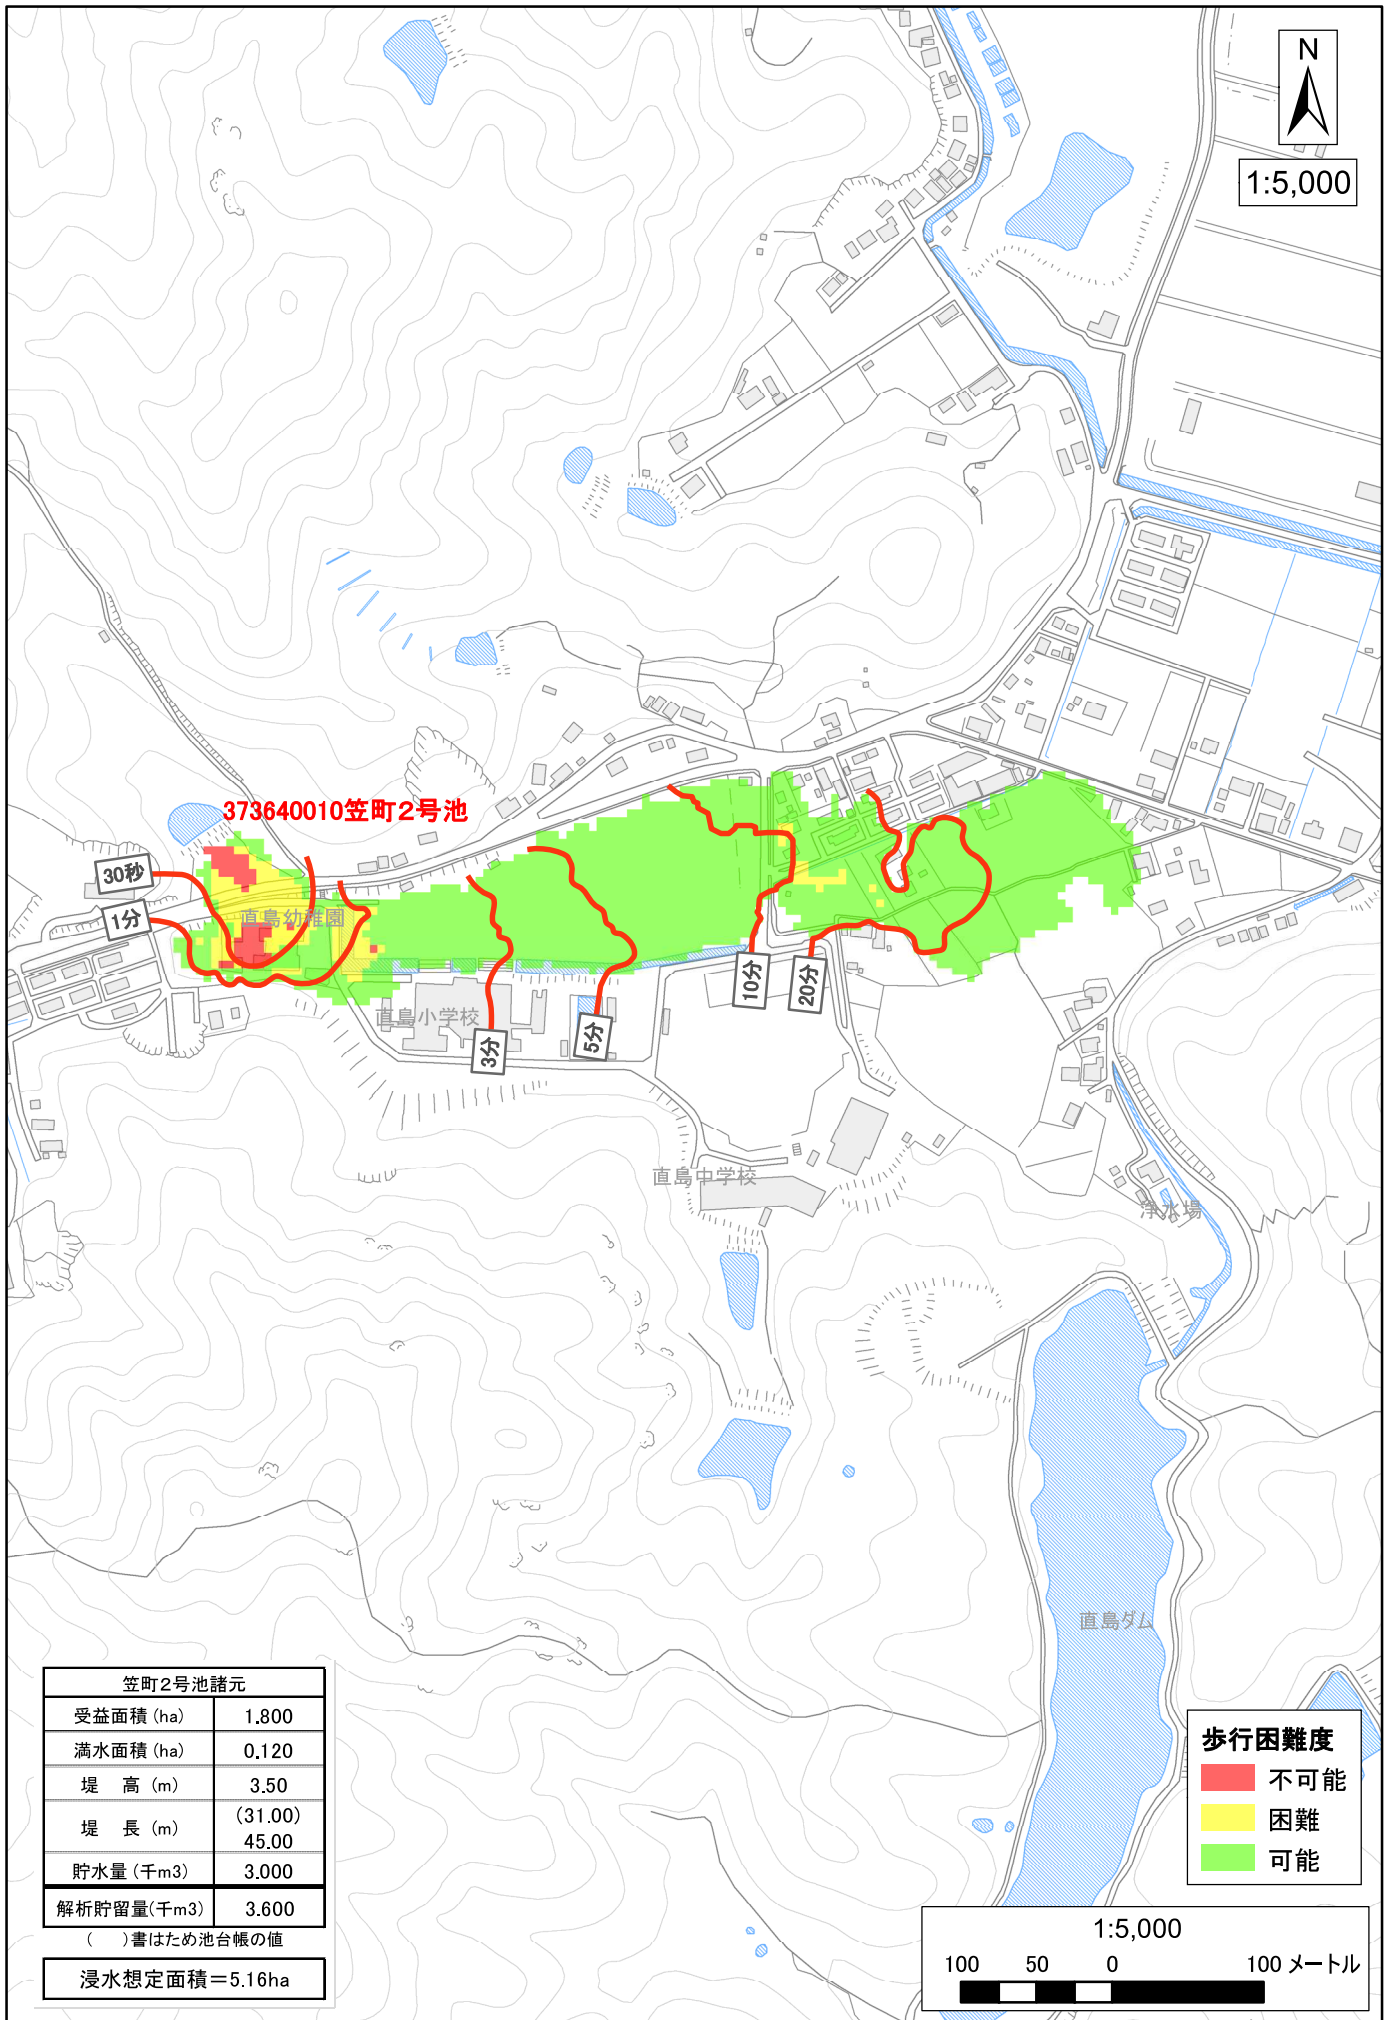 N
1:5,000
373640010笠町２号池
30秒
1分
直島幼稚園
直島小学校
3分
5分
10分
20分
直島中学校
浄水場
直島ダム
笠町２号池諸元
受益面積 (ha) 1.800
満水面積 (ha) 0.120
堤　高 (m) 3.50
堤　長 (m) (31.00) 45.00
貯水量 (千m3) 3.000
解析貯留量(千m3) 3.600
(　)書はため池台帳の値
浸水想定面積＝5.16ha
歩行困難度
不可能
困難
可能
1:5,000
100 50 0 100 メートル